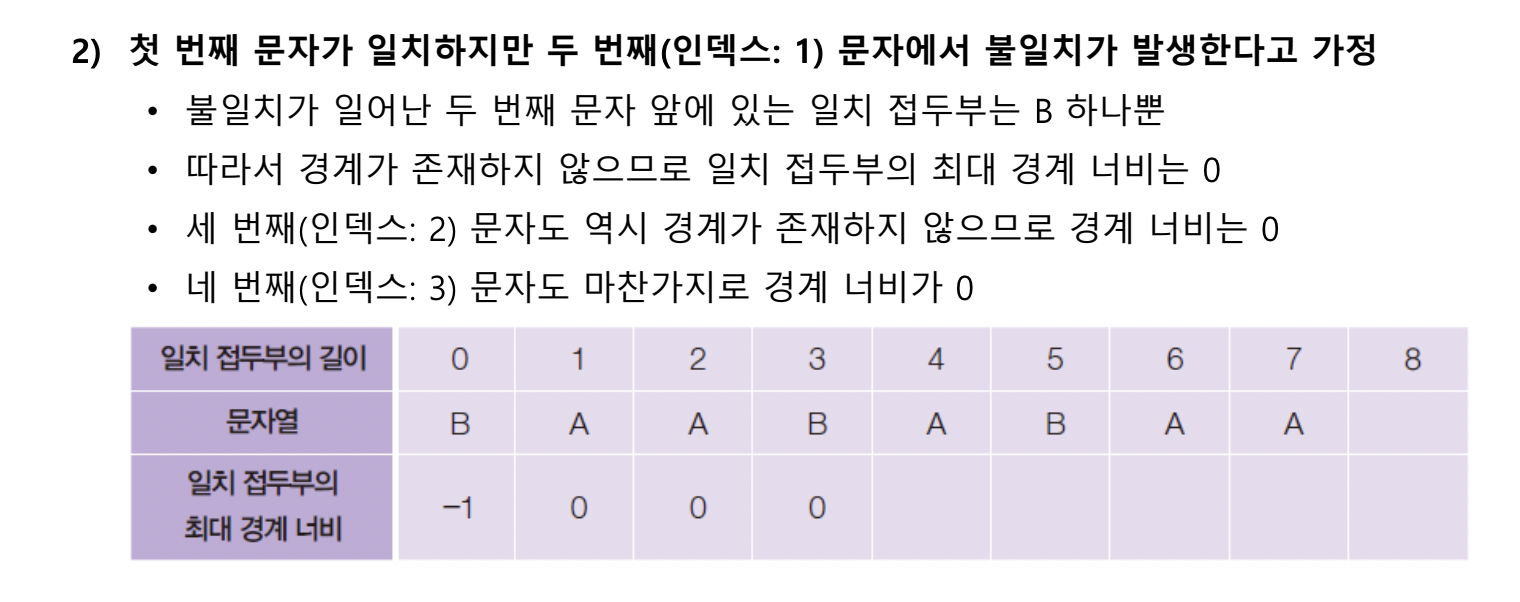 2) 첫 번째 문자가 일치하지만 두 번째(인덱스: 1) 문자에서 불일치가 발생한다고 가정
• 불일치가 일어난 두 번째 문자 앞에 있는 일치 접두부는 B 하나뿐
• 따라서 경계가 존재하지 않으므로 일치 접두부의 최대 경계 너비는 0
• 세 번째(인덱스: 2) 문자도 역시 경계가 존재하지 않으므로 경계 너비는 0
• 네 번째(인덱스: 3) 문자도 마찬가지로 경계 너비가 0
일치 접두부의 길이 0 1 2 3 4 5 6 7 8
문자열 B A A B A B A A
일치 접두부의
최대 경계 너비 −1 0 0 0